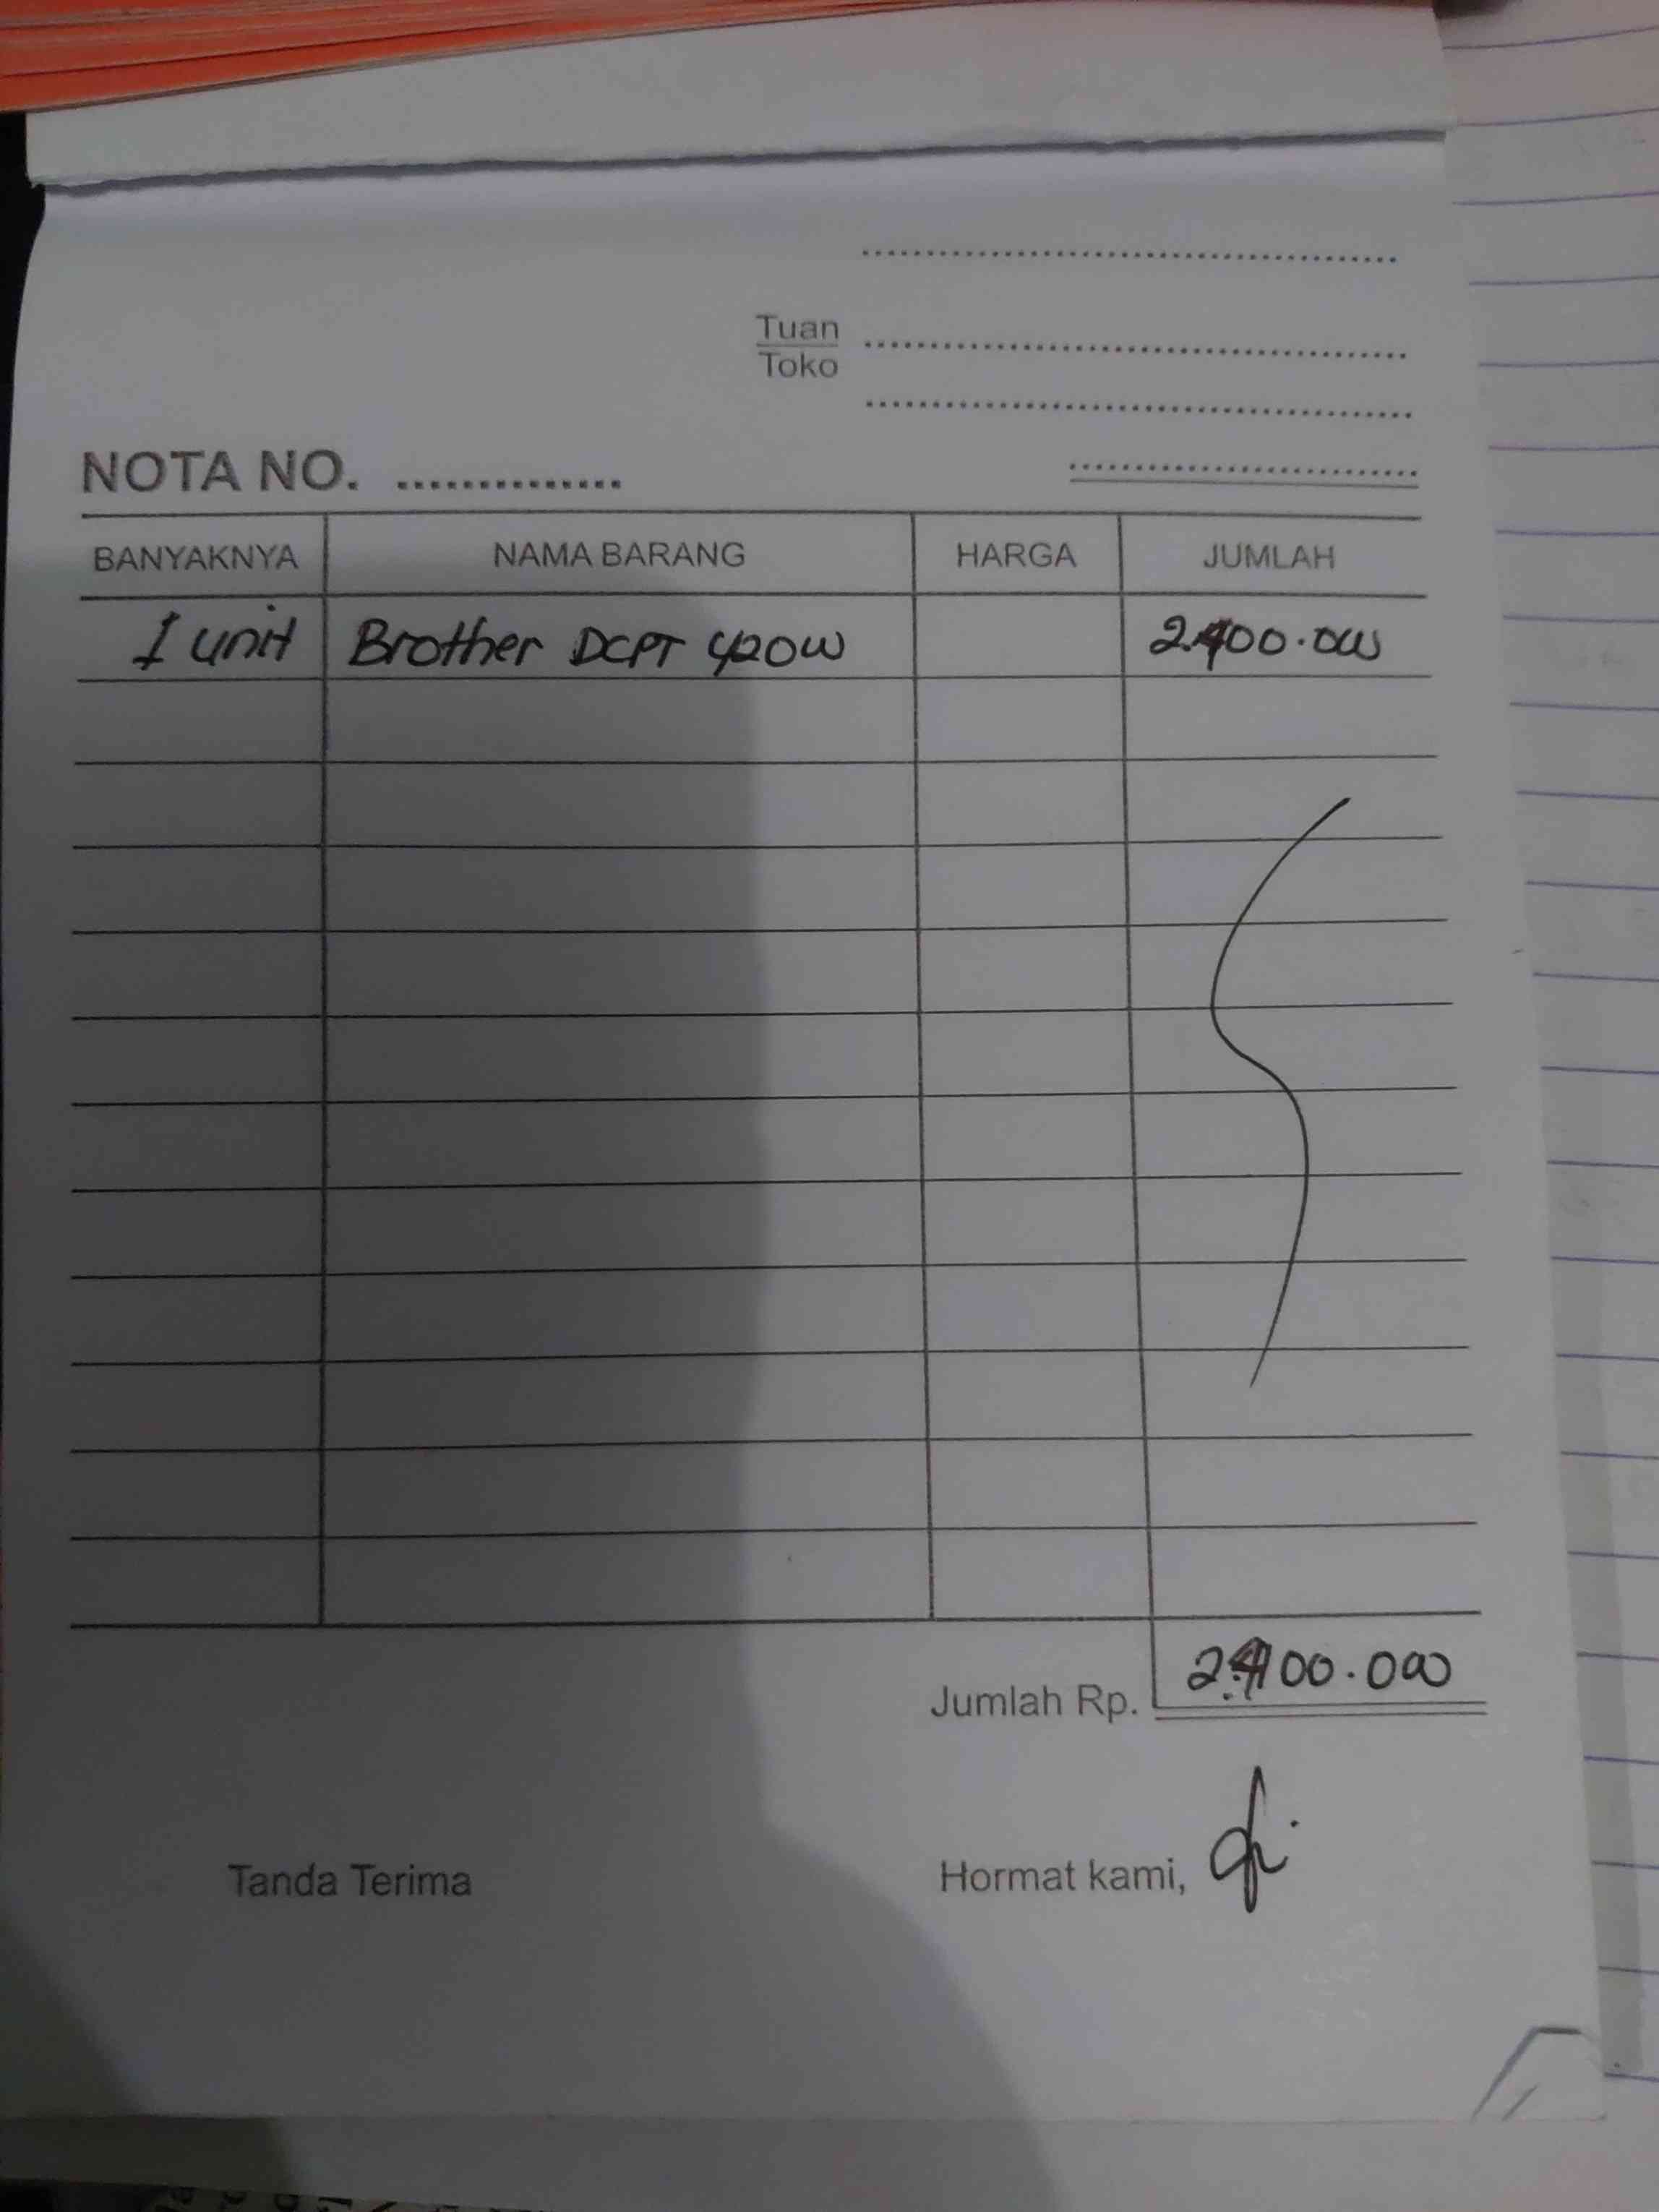 Tuan
Toko
NOTA NO. ...............
BANYAKNYA NAMA BARANG HARGA JUMLAH
1 unit Brother DCPT 420W 2.400.000
Jumlah Rp. 2.400.000
Tanda Terima Hormat kami,